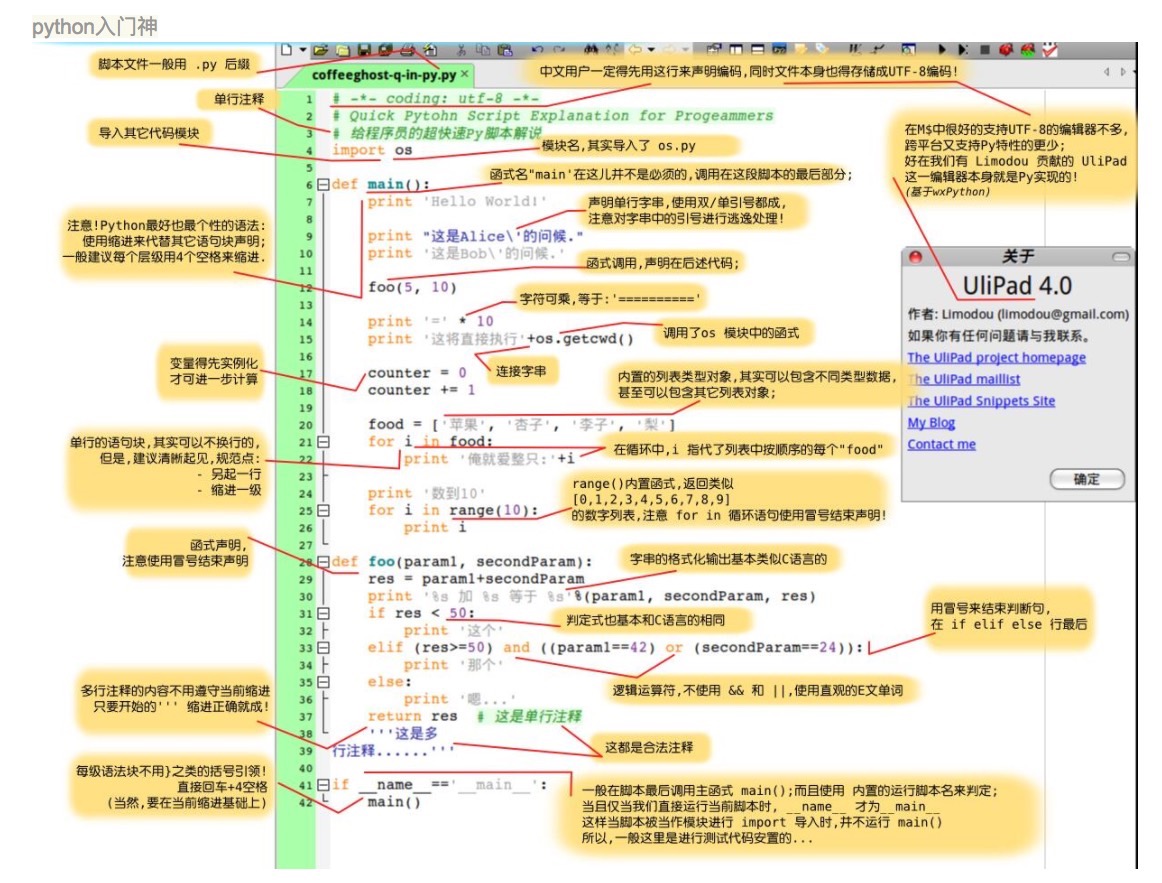 python入门神
脚本文件一般用 .py 后缀
coffeeghost-q-in-py.py ×
中文用户一定得先用这行来声明编码,同时文件本身也得存储成UTF-8编码!
单行注释
导入其它代码模块
1 # -*- coding: utf-8 -*-
2 # Quick Pytohn Script Explanation for Progeammers
3 # 给程序员的超快速Py脚本解说
4 import os
模块名,其实导入了 os.py
在M$中很好的支持UTF-8的编辑器不多,
跨平台又支持Py特性的更少;
好在我们有 Limodou 贡献的 UliPad
这一编辑器本身就是Py实现的!
(基于wxPython)
5
函式名"main'在这儿并不是必须的,调用在这段脚本的最后部分;
6 def main():
7 print 'Hello World!'
声明单行字串,使用双/单引号都成,
注意对字串中的引号进行逃逸处理!
8
9 print "这是Alice\'的问候."
10 print '这是Bob\'的问候.'
注意!Python最好也最个性的语法:
使用缩进来代替其它语句块声明;
一般建议每个层级用4个空格来缩进.
11
函式调用,声明在后述代码;
12 foo(5, 10)
13
字符可乘,等于:'=========='
14 print '=' * 10
15 print '这将直接执行'+os.getcwd()
调用了os 模块中的函式
16
连接字串
变量得先实例化
才可进一步计算
17 counter = 0
18 counter += 1
内置的列表类型对象,其实可以包含不同类型数据,
甚至可以包含其它列表对象;
19
20 food = ['苹果', '杏子', '李子', '梨']
21 for i in food:
22 print '俺就爱整只:'+i
在循环中,i 指代了列表中按顺序的每个"food"
单行的语句块,其实可以不换行的,
但是,建议清晰起见,规范点:
- 另起一行
- 缩进一级
23
24 print '数到10'
25 for i in range(10):
26 print i
range()内置函式,返回类似
[0,1,2,3,4,5,6,7,8,9]
的数字列表,注意 for in 循环语句使用冒号结束声明!
27
函式声明,
注意使用冒号结束声明
28 def foo(param1, secondParam):
29 res = param1+secondParam
30 print '%s 加 %s 等于 %s'%(param1, secondParam, res)
字串的格式化输出基本类似C语言的
31 if res < 50:
32 print '这个'
判定式也基本和C语言的相同
33 elif (res>=50) and ((param1==42) or (secondParam==24)):
34 print '那个'
用冒号来结束判断句,
在 if elif else 行最后
35 else:
36 print '嗯...'
逻辑运算符,不使用 && 和 ||,使用直观的E文单词
37 return res # 这是单行注释
38 '''这是多
39 行注释......'''
多行注释的内容不用遵守当前缩进
只要开始的''' 缩进正确就成!
这都是合法注释
40
41 if __name__=='__main__':
42 main()
每级语法块不用}之类的括号引领!
直接回车+4空格
(当然,要在当前缩进基础上)
一般在脚本最后调用主函式 main();而且使用 内置的运行脚本名来判定;
当且仅当我们直接运行当前脚本时, __name__ 才为__main__
这样当脚本被当作模块进行 import 导入时,并不运行 main()
所以,一般这里是进行测试代码安置的...
关于
UliPad 4.0
作者: Limodou (limodou@gmail.com)
如果你有任何问题请与我联系。
The UliPad project homepage
The UliPad maillist
The UliPad Snippets Site
My Blog
Contact me
确定